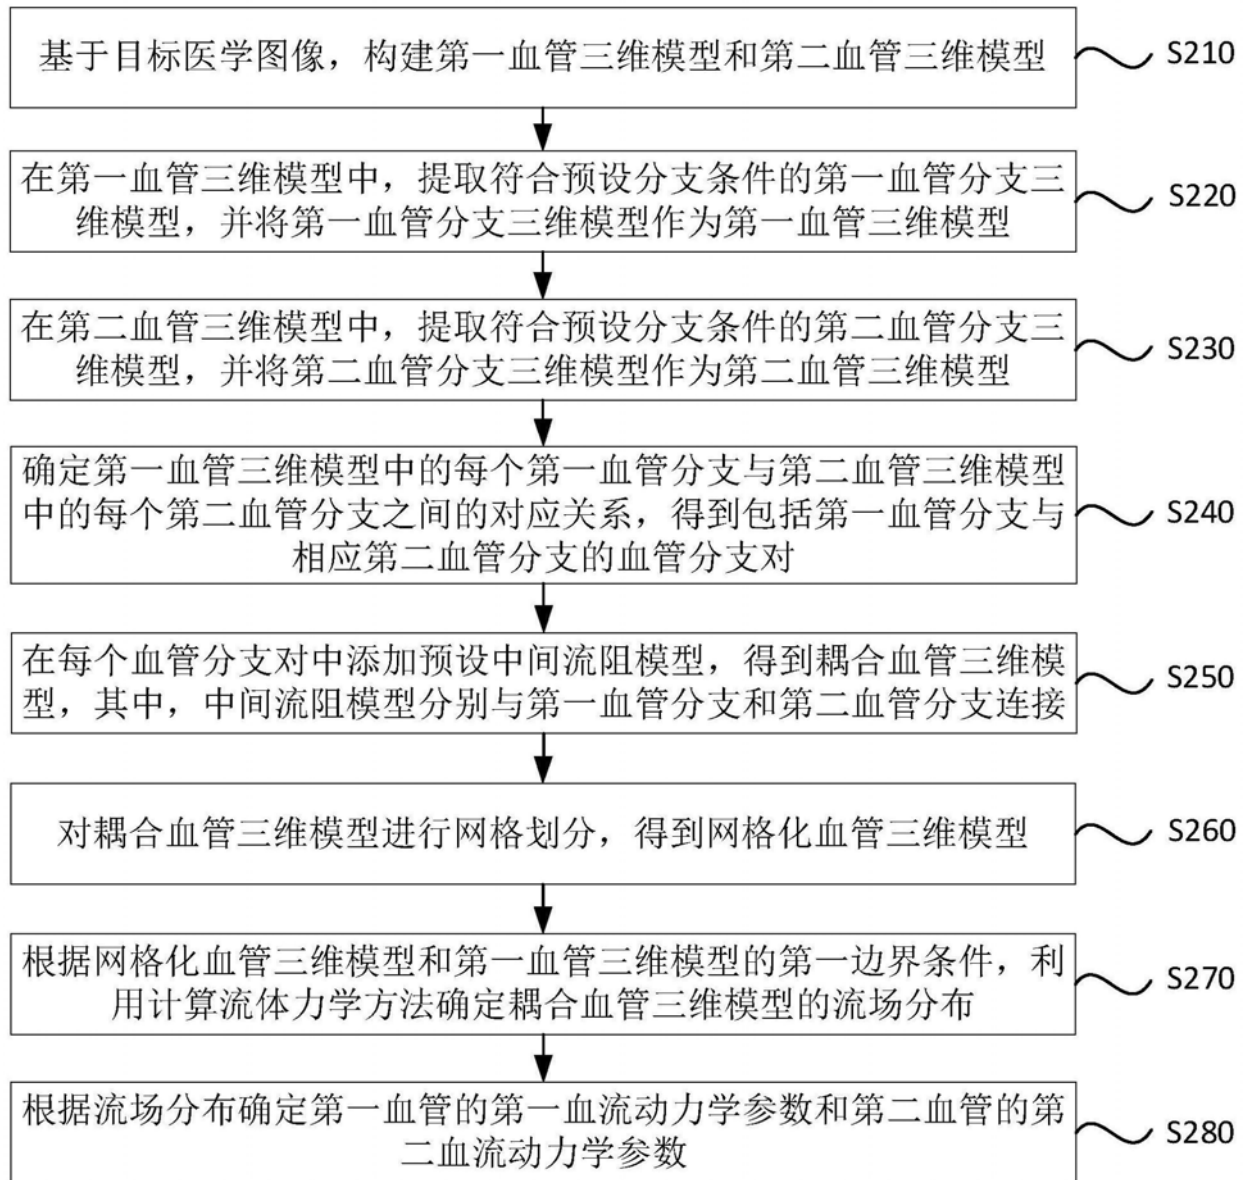 基于目标医学图像，构建第一血管三维模型和第二血管三维模型
S210
在第一血管三维模型中，提取符合预设分支条件的第一血管分支三
维模型，并将第一血管分支三维模型作为第一血管三维模型
S220
在第二血管三维模型中，提取符合预设分支条件的第二血管分支三
维模型，并将第二血管分支三维模型作为第二血管三维模型
S230
确定第一血管三维模型中的每个第一血管分支与第二血管三维模型
中的每个第二血管分支之间的对应关系，得到包括第一血管分支与
相应第二血管分支的血管分支对
S240
在每个血管分支对中添加预设中间流阻模型，得到耦合血管三维模
型，其中，中间流阻模型分别与第一血管分支和第二血管分支连接
S250
对耦合血管三维模型进行网格划分，得到网格化血管三维模型
S260
根据网格化血管三维模型和第一血管三维模型的第一边界条件，利
用计算流体力学方法确定耦合血管三维模型的流场分布
S270
根据流场分布确定第一血管的第一血流动力学参数和第二血管的第
二血流动力学参数
S280